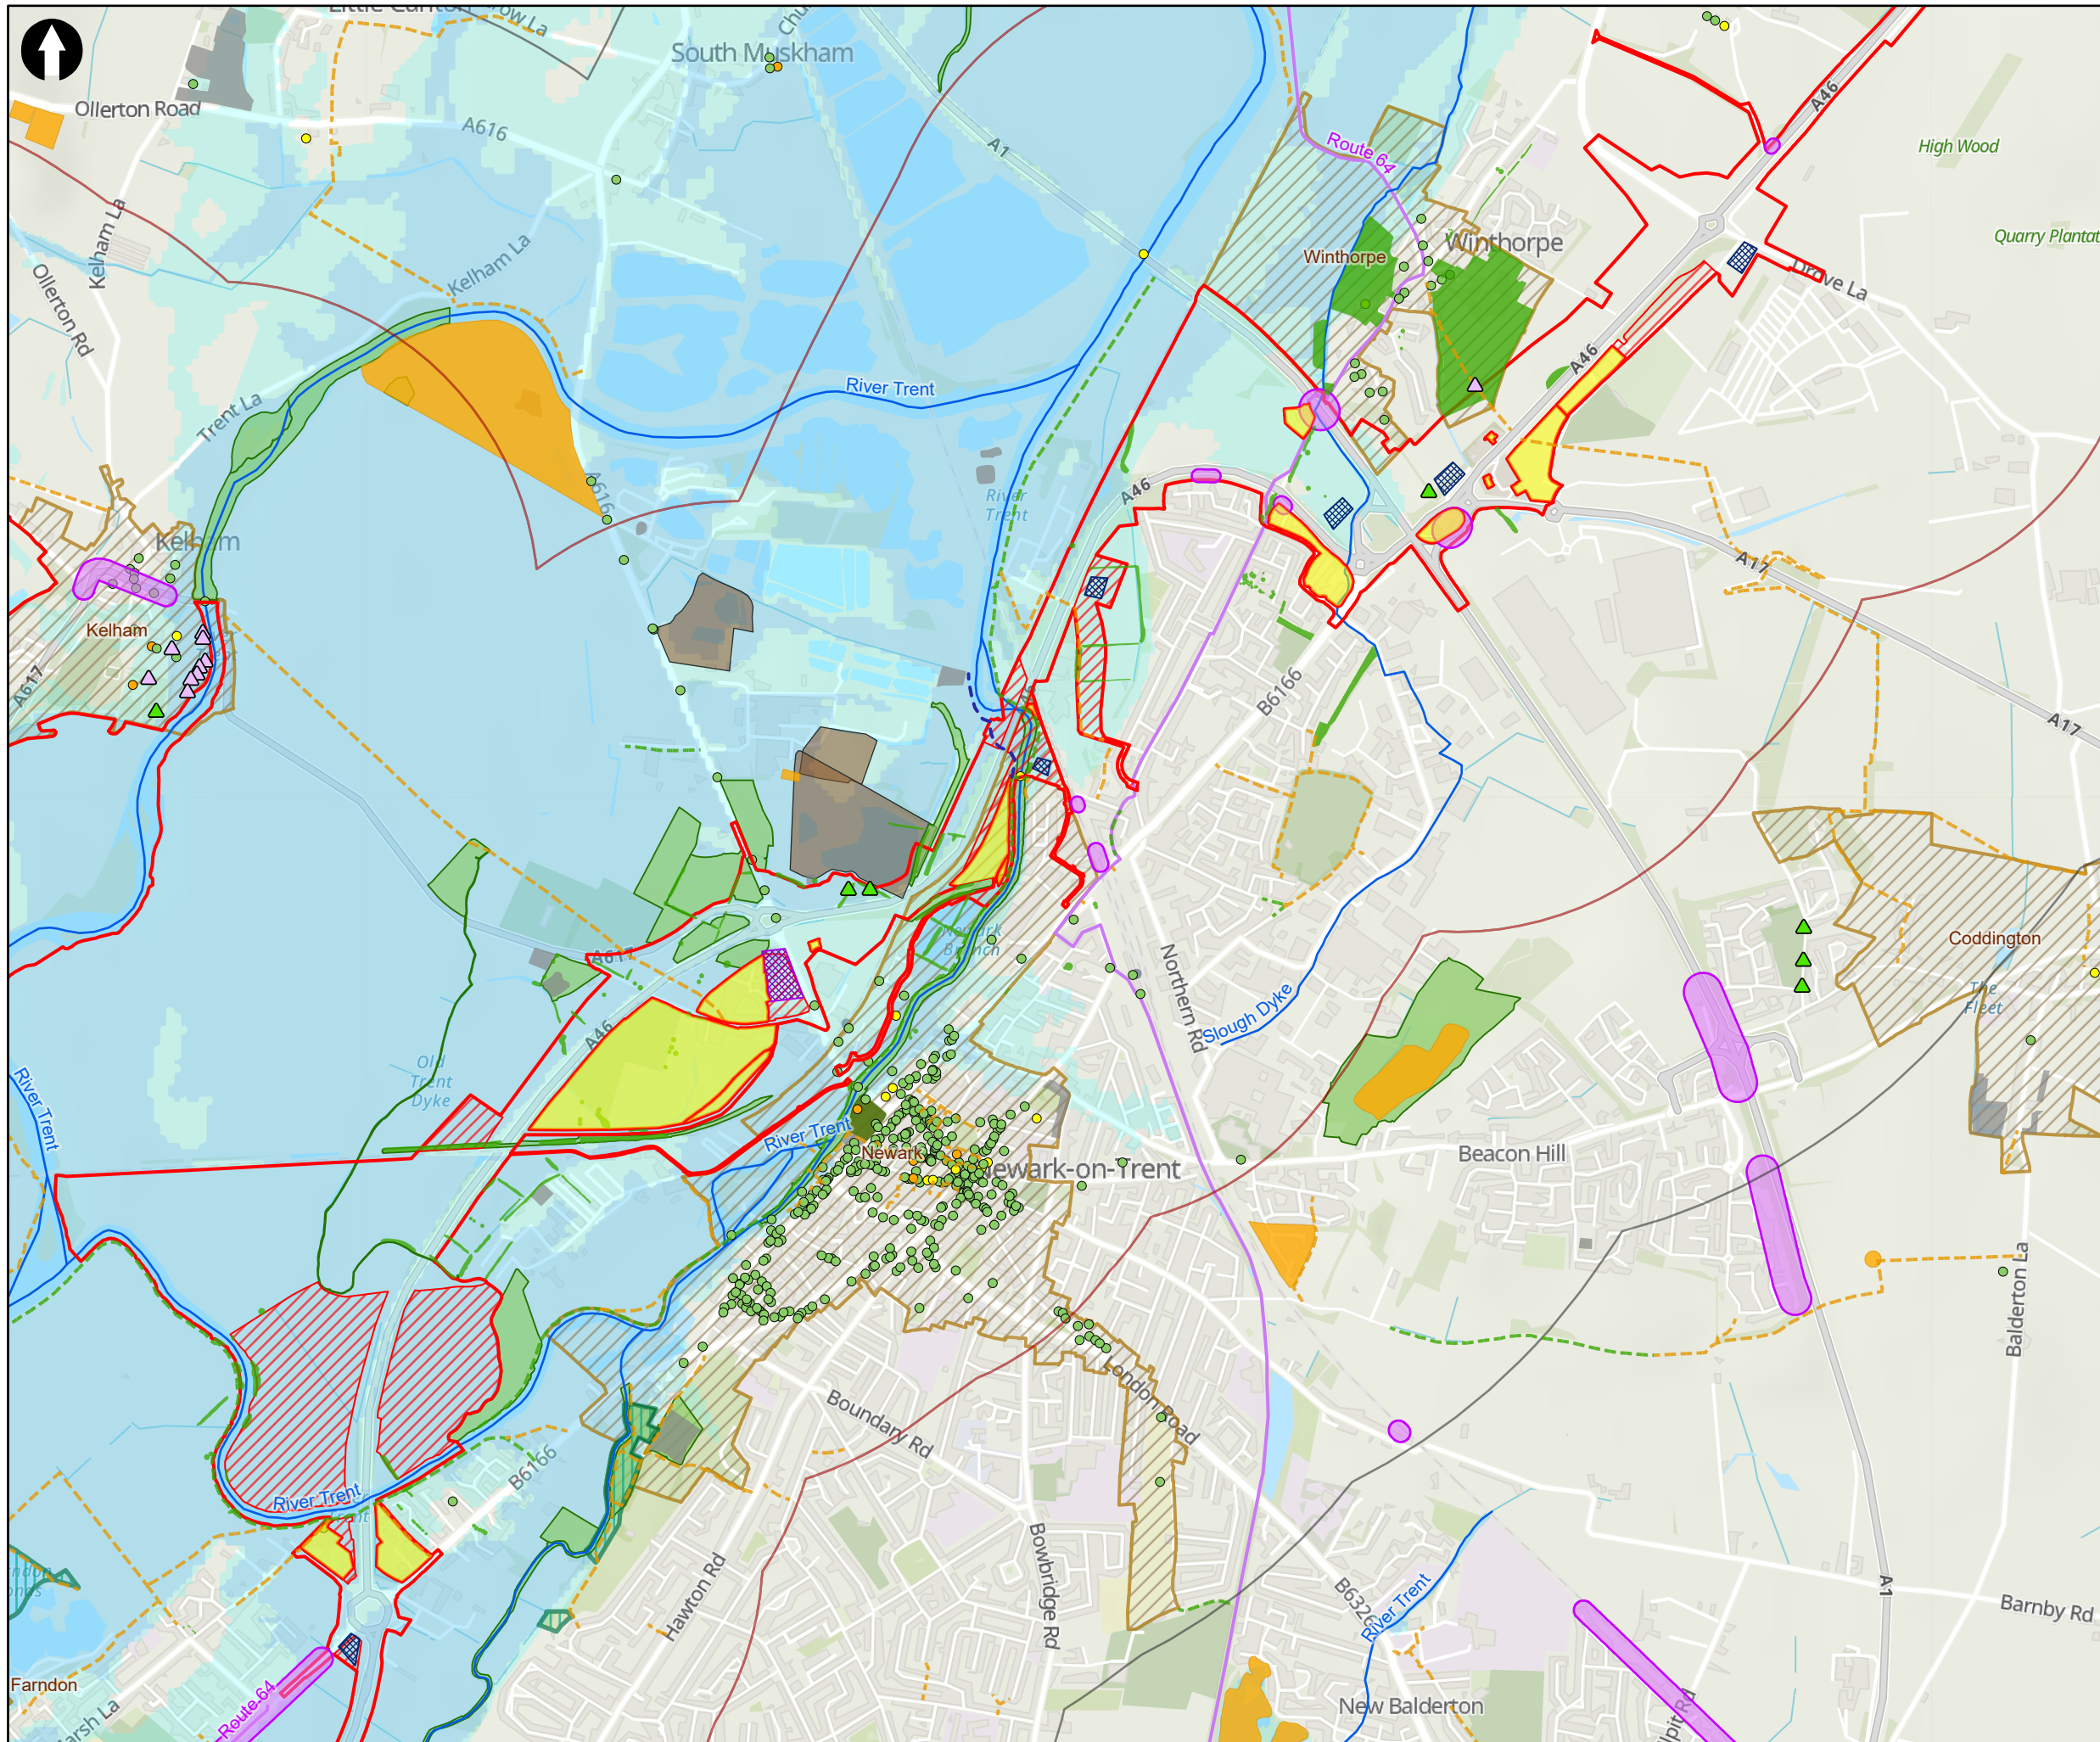 South Muskham
Ollerton Road
A616
A1
A46
Route 64
High Wood
Quarry Plantat
Kelham La
Kelham La
Winthorpe
Winthorpe
Drove La
Ollerton Rd
A46
River Trent
Trent La
A616
A46
River
Trent
Kelham
A17
Kelham
A617
B6166
A17
Newark
Branch
Coddington
A617
Northern Rd
The
Fleet
Slough Dyke
A46
Old
Trent
Dyke
River Trent
River Trent
Newark
Newark-on-Trent
Beacon Hill
Balderton La
London Road
Boundary Rd
B6166
River Trent
Hawton Rd
Bowbridge Rd
B6326
River Trent
A1
Barnby Rd
Farndon
Route 64
New Balderton